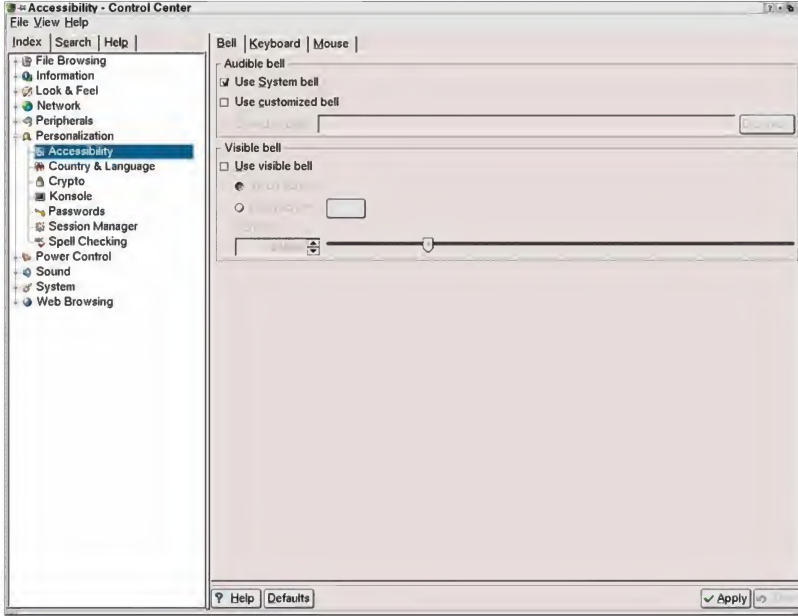 Accessibility - Control Center
File View Help
Index Search Help
File Browsing
Information
Look & Feel
Network
Peripherals
Personalization
Accessibility
Country & Language
Crypto
Konsole
Passwords
Session Manager
Spell Checking
Power Control
Sound
System
Web Browsing
Bell Keyboard Mouse
Audible bell
Use System bell
Use customized bell
Visible bell
Use visible bell
? Help Defaults
Apply